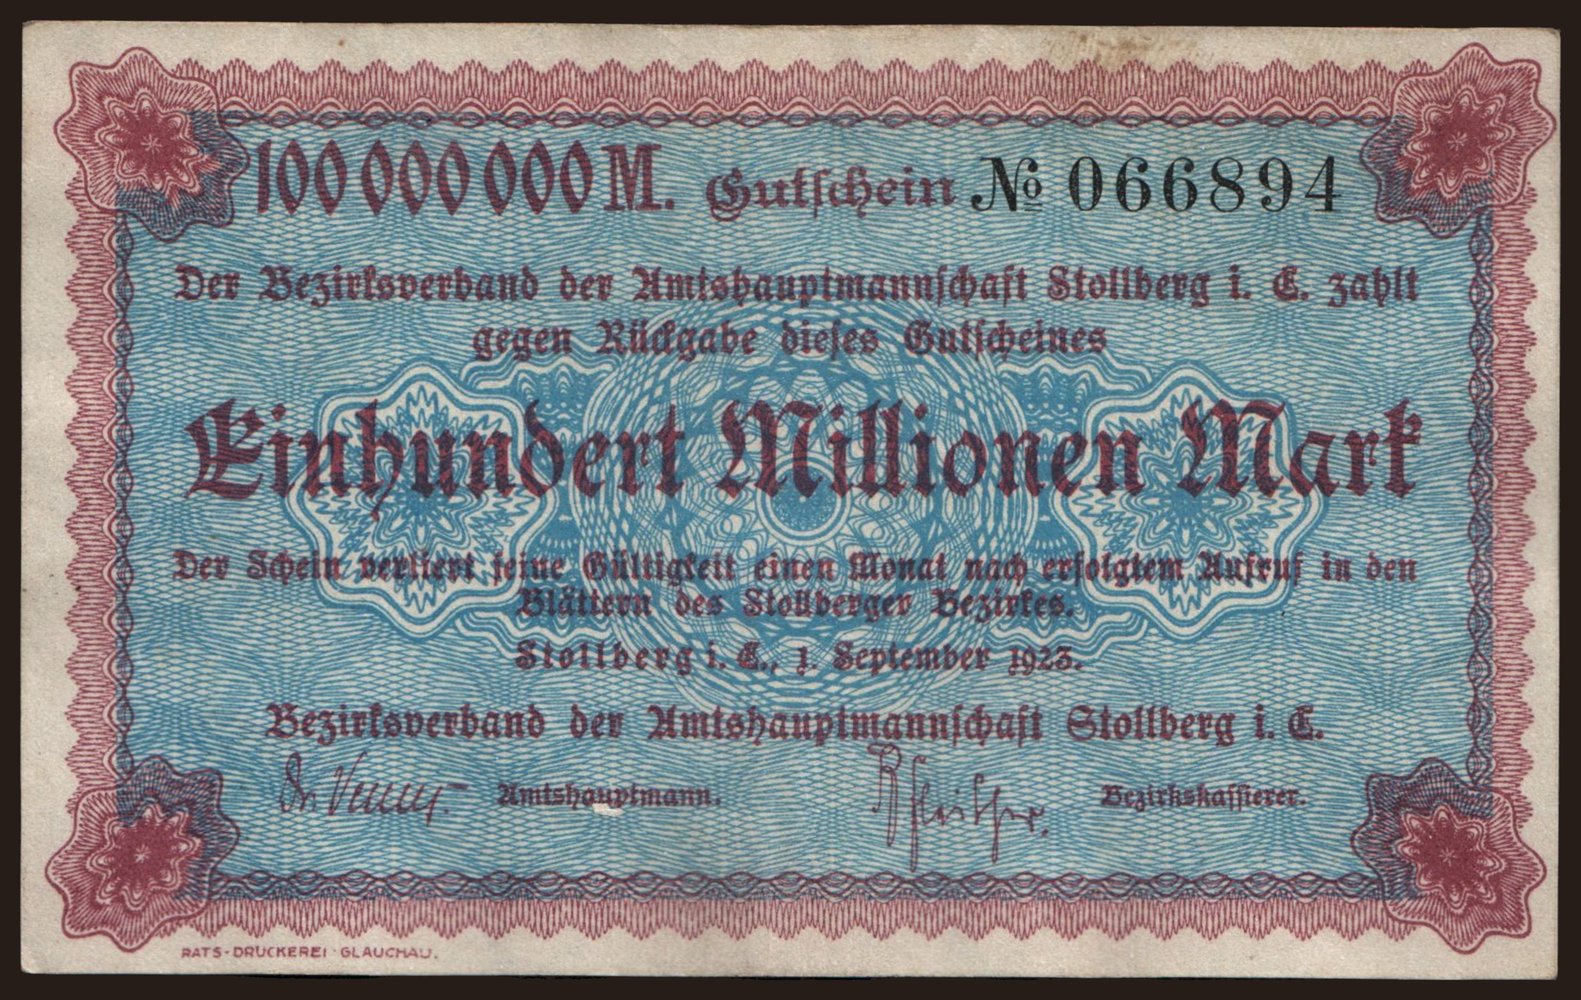 100 000 000 M. Gutschein № 066894
Der Bezirksverband der Amtshauptmannschaft Stollberg i. E. zahlt
gegen Rückgabe dieses Gutscheines
Einhundert Millionen Mark
Der Schein verliert seine Gültigkeit einen Monat nach erfolgtem Aufruf in den
Blättern des Stollberger Bezirkes.
Stollberg i. E., 1. September 1923.
Bezirksverband der Amtshauptmannschaft Stollberg i. E.
Dr. Amtshauptmann. Bezirkskassierer.
RATS-DRUCKEREI GLAUCHAU.